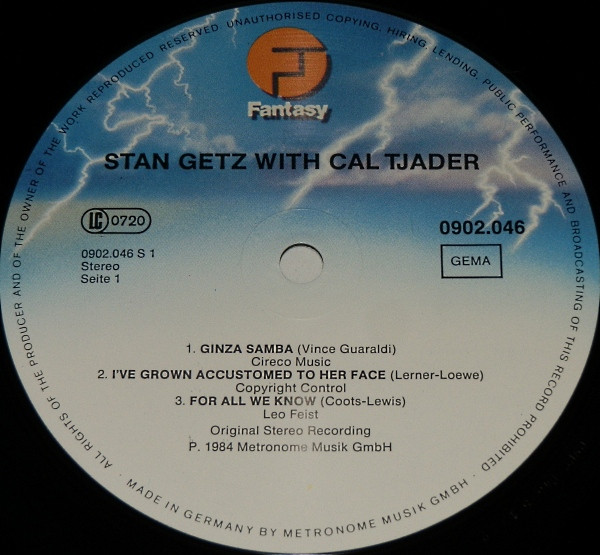 ALL RIGHTS OF THE PRODUCER AND OF THE OWNER OF THE WORK REPRODUCED RESERVED UNAUTHORISED COPYING, HIRING, LENDING, PUBLIC PERFORMANCE AND BROADCASTING OF THIS RECORD PROHIBITED
F
Fantasy
STAN GETZ WITH CAL TJADER
LC 0720
0902.046
0902.046 S 1
Stereo
Seite 1
GEMA
1. GINZA SAMBA (Vince Guaraldi)
Cireco Music
2. I'VE GROWN ACCUSTOMED TO HER FACE (Lerner-Loewe)
Copyright Control
3. FOR ALL WE KNOW (Coots-Lewis)
Leo Feist
Original Stereo Recording
P. 1984 Metronome Musik GmbH
· MADE IN GERMANY BY METRONOME MUSIK GMBH ·